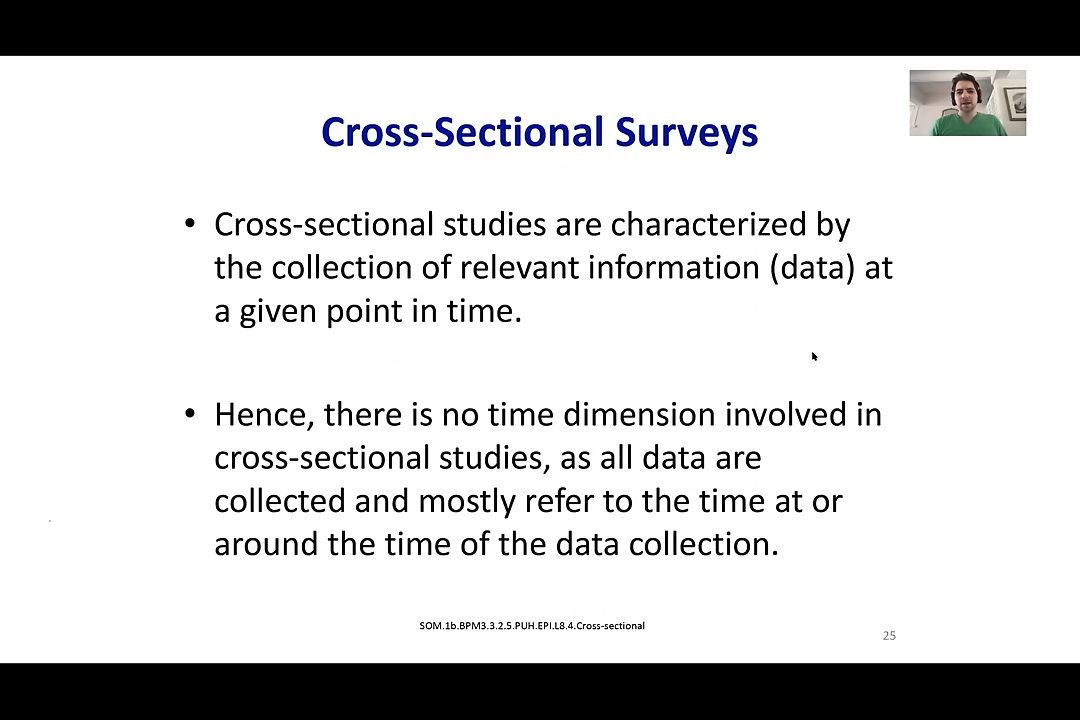 Cross-Sectional Surveys
• Cross-sectional studies are characterized by
the collection of relevant information (data) at
a given point in time.
• Hence, there is no time dimension involved in
cross-sectional studies, as all data are
collected and mostly refer to the time at or
around the time of the data collection.
SOM.1b.BPM3.3.2.5.PUH.EPI.L8.4.Cross-sectional
25